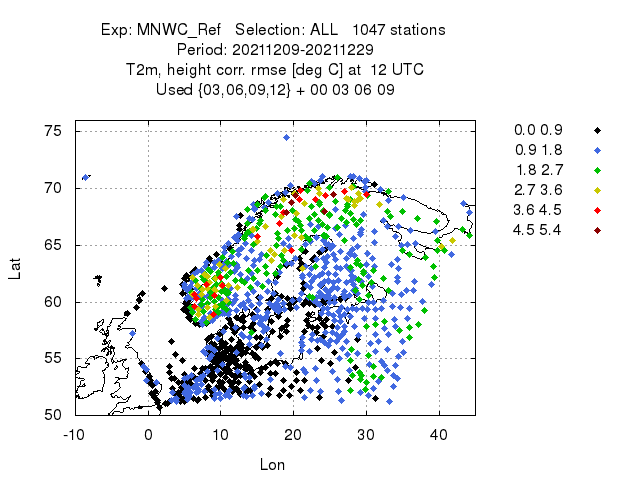 Exp: MNWC_Ref Selection: ALL 1047 stations
Period: 20211209-20211229
T2m, height corr. rmse [deg C] at 12 UTC
Used {03,06,09,12} + 00 03 06 09
75
70
65
60
55
50
-10 0 10 20 30 40
Lat
Lon
0.0 0.9
0.9 1.8
1.8 2.7
2.7 3.6
3.6 4.5
4.5 5.4